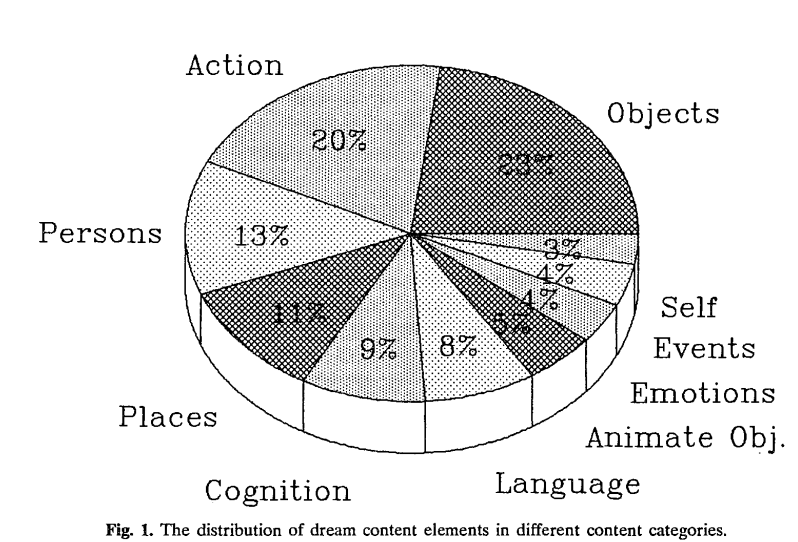 Action
Objects
20%
23%
Persons
13%
3%
4%
4%
5%
11%
9%
8%
Self
Events
Emotions
Animate Obj.
Places
Language
Cognition
Fig. 1. The distribution of dream content elements in different content categories.